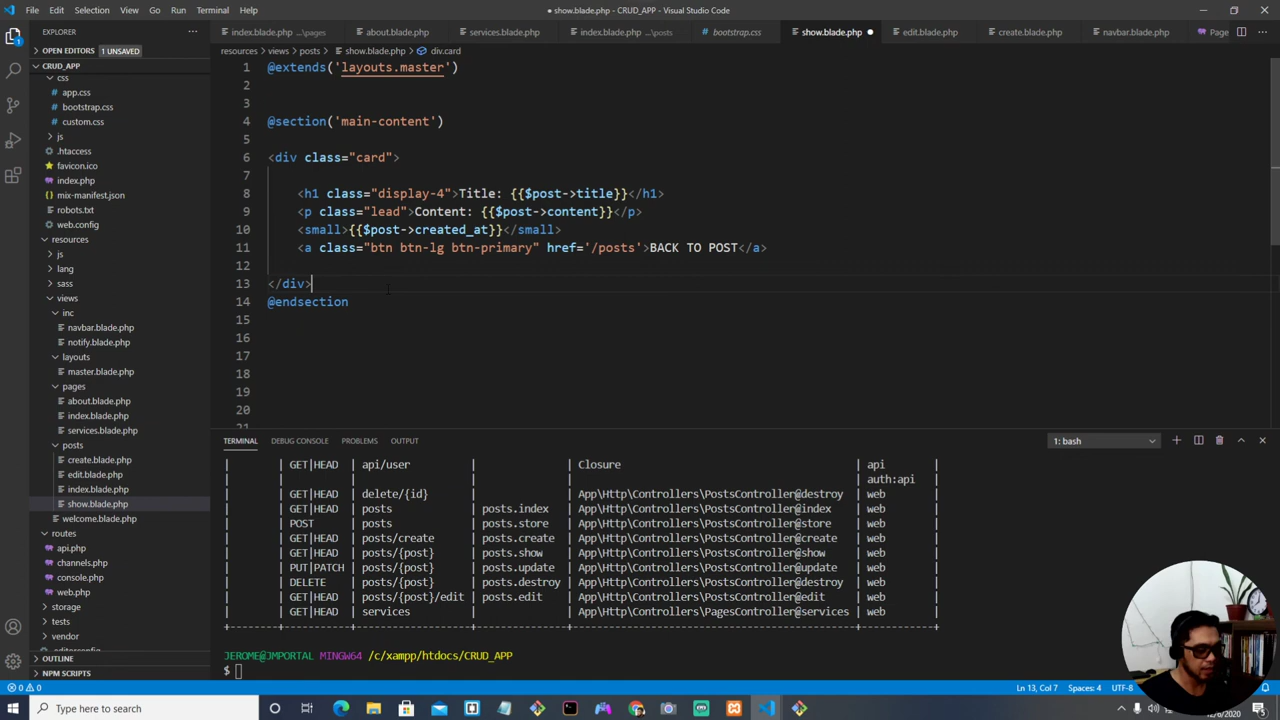 File Edit Selection View Go Run Terminal Help
● show.blade.php - CRUD_APP - Visual Studio Code
EXPLORER ···
index.blade.php ...\pages
about.blade.php
services.blade.php
index.blade.php ...\posts
bootstrap.css
show.blade.php ●
edit.blade.php
create.blade.php
navbar.blade.php
Page
OPEN EDITORS 1 UNSAVED
resources > views > posts > show.blade.php > div.card
CRUD_APP
css
app.css
bootstrap.css
custom.css
js
.htaccess
favicon.ico
index.php
mix-manifest.json
robots.txt
web.config
resources
js
lang
sass
views
inc
navbar.blade.php
notify.blade.php
layouts
master.blade.php
pages
about.blade.php
index.blade.php
services.blade.php
posts
create.blade.php
edit.blade.php
index.blade.php
show.blade.php
welcome.blade.php
routes
api.php
channels.php
console.php
web.php
storage
tests
vendor
OUTLINE
NPM SCRIPTS
1 @extends('layouts.master')
2
3
4 @section('main-content')
5
6 <div class="card">
7
8 <h1 class="display-4">Title: {{$post->title}}</h1>
9 <p class="lead">Content: {{$post->content}}</p>
10 <small>{{$post->created_at}}</small>
11 <a class="btn btn-lg btn-primary" href='/posts'>BACK TO POST</a>
12
13 </div>
14 @endsection
15
16
17
18
19
20
TERMINAL DEBUG CONSOLE PROBLEMS OUTPUT 1: bash
| | GET|HEAD | api/user | | Closure | api |
| | | | | | auth:api |
| | GET|HEAD | delete/{id} | | App\Http\Controllers\PostsController@destroy | web |
| | GET|HEAD | posts | posts.index | App\Http\Controllers\PostsController@index | web |
| | POST | posts | posts.store | App\Http\Controllers\PostsController@store | web |
| | GET|HEAD | posts/create | posts.create | App\Http\Controllers\PostsController@create | web |
| | GET|HEAD | posts/{post} | posts.show | App\Http\Controllers\PostsController@show | web |
| | PUT|PATCH | posts/{post} | posts.update | App\Http\Controllers\PostsController@update | web |
| | DELETE | posts/{post} | posts.destroy | App\Http\Controllers\PostsController@destroy | web |
| | GET|HEAD | posts/{post}/edit | posts.edit | App\Http\Controllers\PostsController@edit | web |
| | GET|HEAD | services | | App\Http\Controllers\PagesController@services | web |
JEROME@JMPORTAL MINGW64 /c/xampp/htdocs/CRUD_APP
$
0 0 Ln 13, Col 7 Spaces: 4 UTF-8
Type here to search